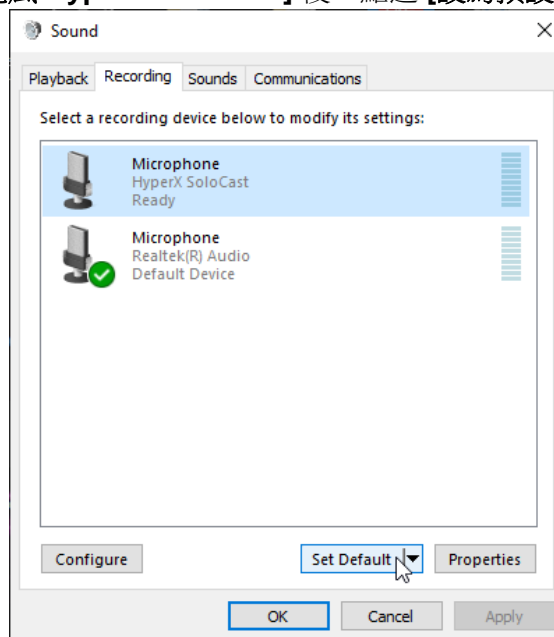 Sound
Playback Recording Sounds Communications
Select a recording device below to modify its settings:
Microphone
HyperX SoloCast
Ready
Microphone
Realtek(R) Audio
Default Device
Configure Set Default Properties
OK Cancel Apply